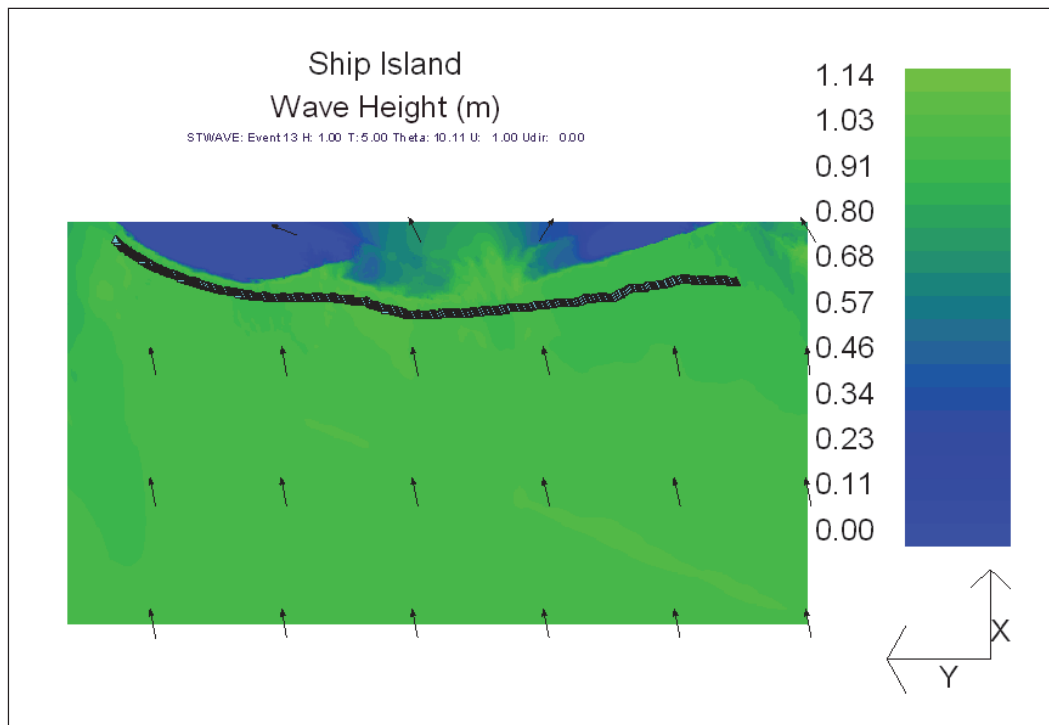 Ship Island
Wave Height (m)
STWAVE: Event 13 H: 1.00 T: 5.00 Theta: 10.11 U: 1.00 Udir: 0.00
1.14
1.03
0.91
0.80
0.68
0.57
0.46
0.34
0.23
0.11
0.00
X
Y